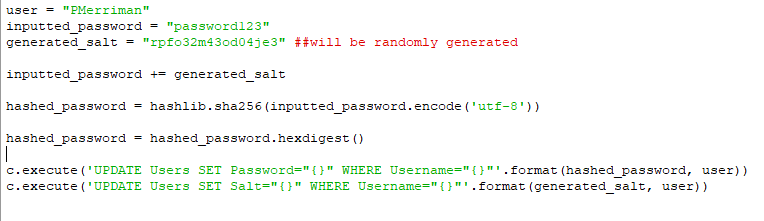 user = "PMerriman"
inputted_password = "password123"
generated_salt = "rpfo32m43od04je3" ##will be randomly generated
inputted_password += generated_salt
hashed_password = hashlib.sha256(inputted_password.encode('utf-8'))
hashed_password = hashed_password.hexdigest()
c.execute('UPDATE Users SET Password="{}" WHERE Username="{}"'.format(hashed_password, user))
c.execute('UPDATE Users SET Salt="{}" WHERE Username="{}"'.format(generated_salt, user))